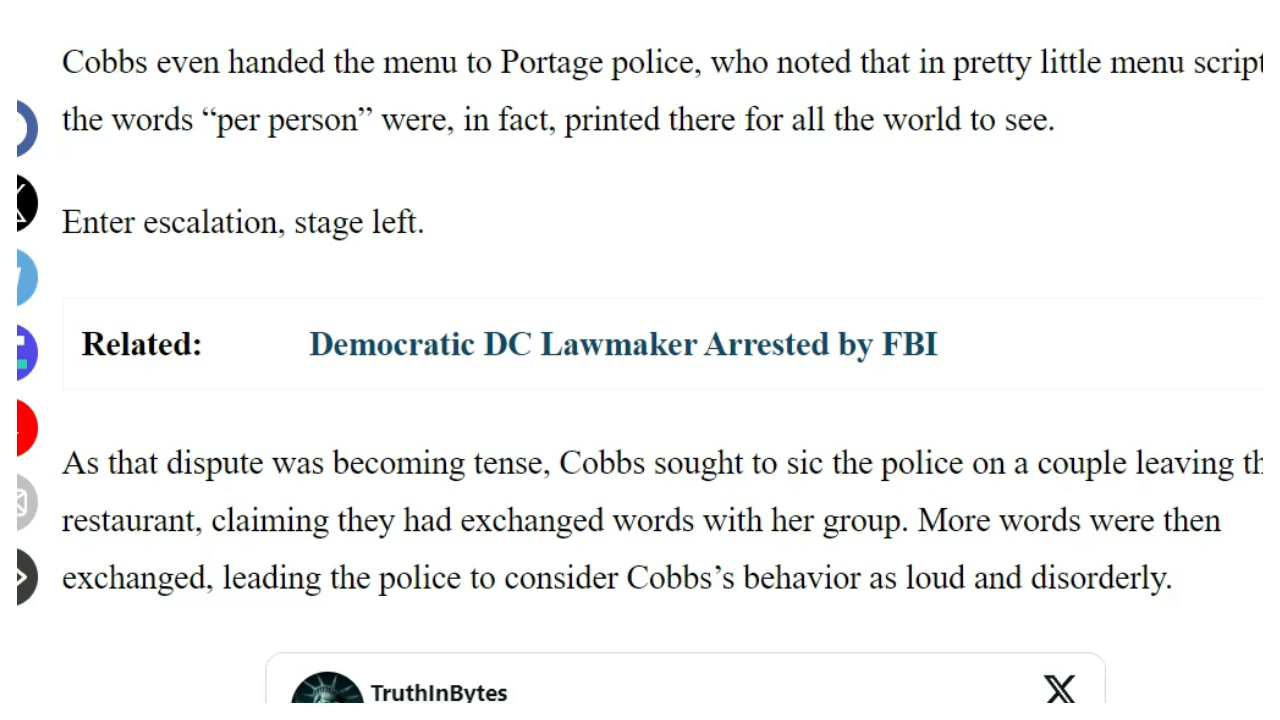 Cobbs even handed the menu to Portage police, who noted that in pretty little menu script
the words “per person” were, in fact, printed there for all the world to see.
Enter escalation, stage left.
Related: Democratic DC Lawmaker Arrested by FBI
As that dispute was becoming tense, Cobbs sought to sic the police on a couple leaving th
restaurant, claiming they had exchanged words with her group. More words were then
exchanged, leading the police to consider Cobbs’s behavior as loud and disorderly.
TruthInBytes